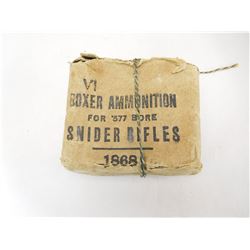 VI
BOXER AMMUNITION
FOR '577 BORE
SNIDER RIFLES
1868